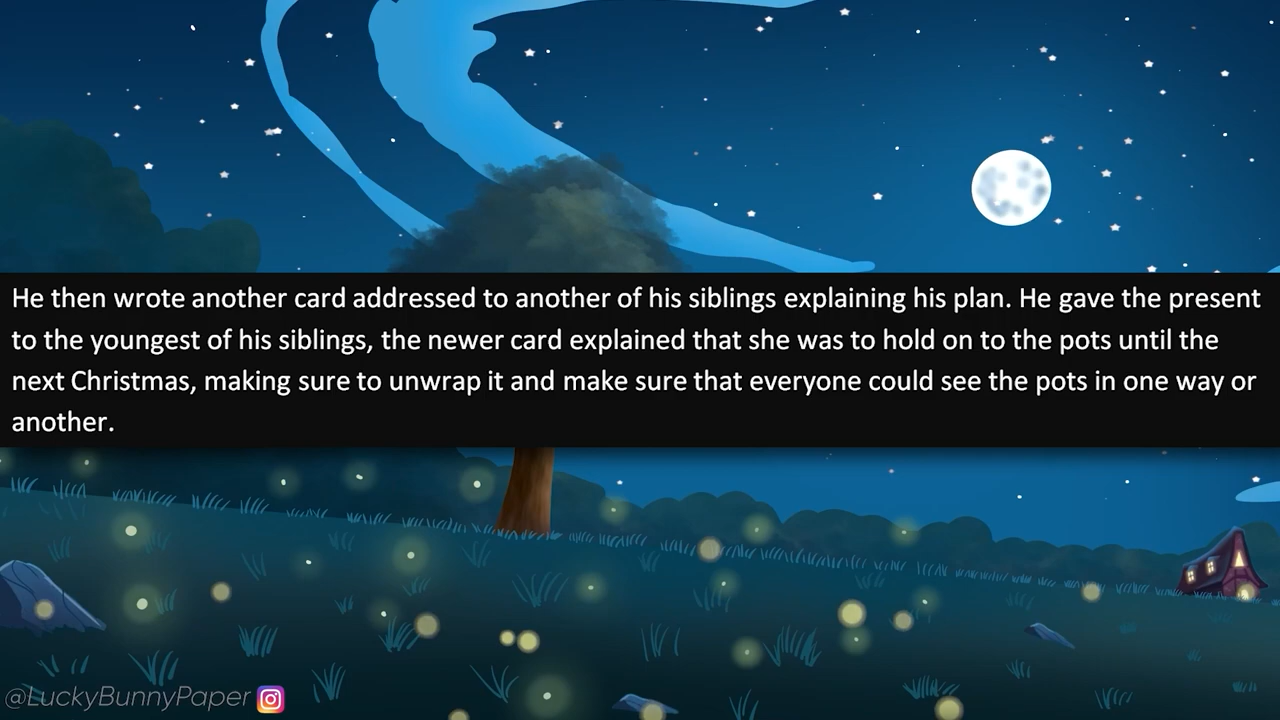 He then wrote another card addressed to another of his siblings explaining his plan. He gave the present
to the youngest of his siblings, the newer card explained that she was to hold on to the pots until the
next Christmas, making sure to unwrap it and make sure that everyone could see the pots in one way or
another.
@LuckyBunnyPaper